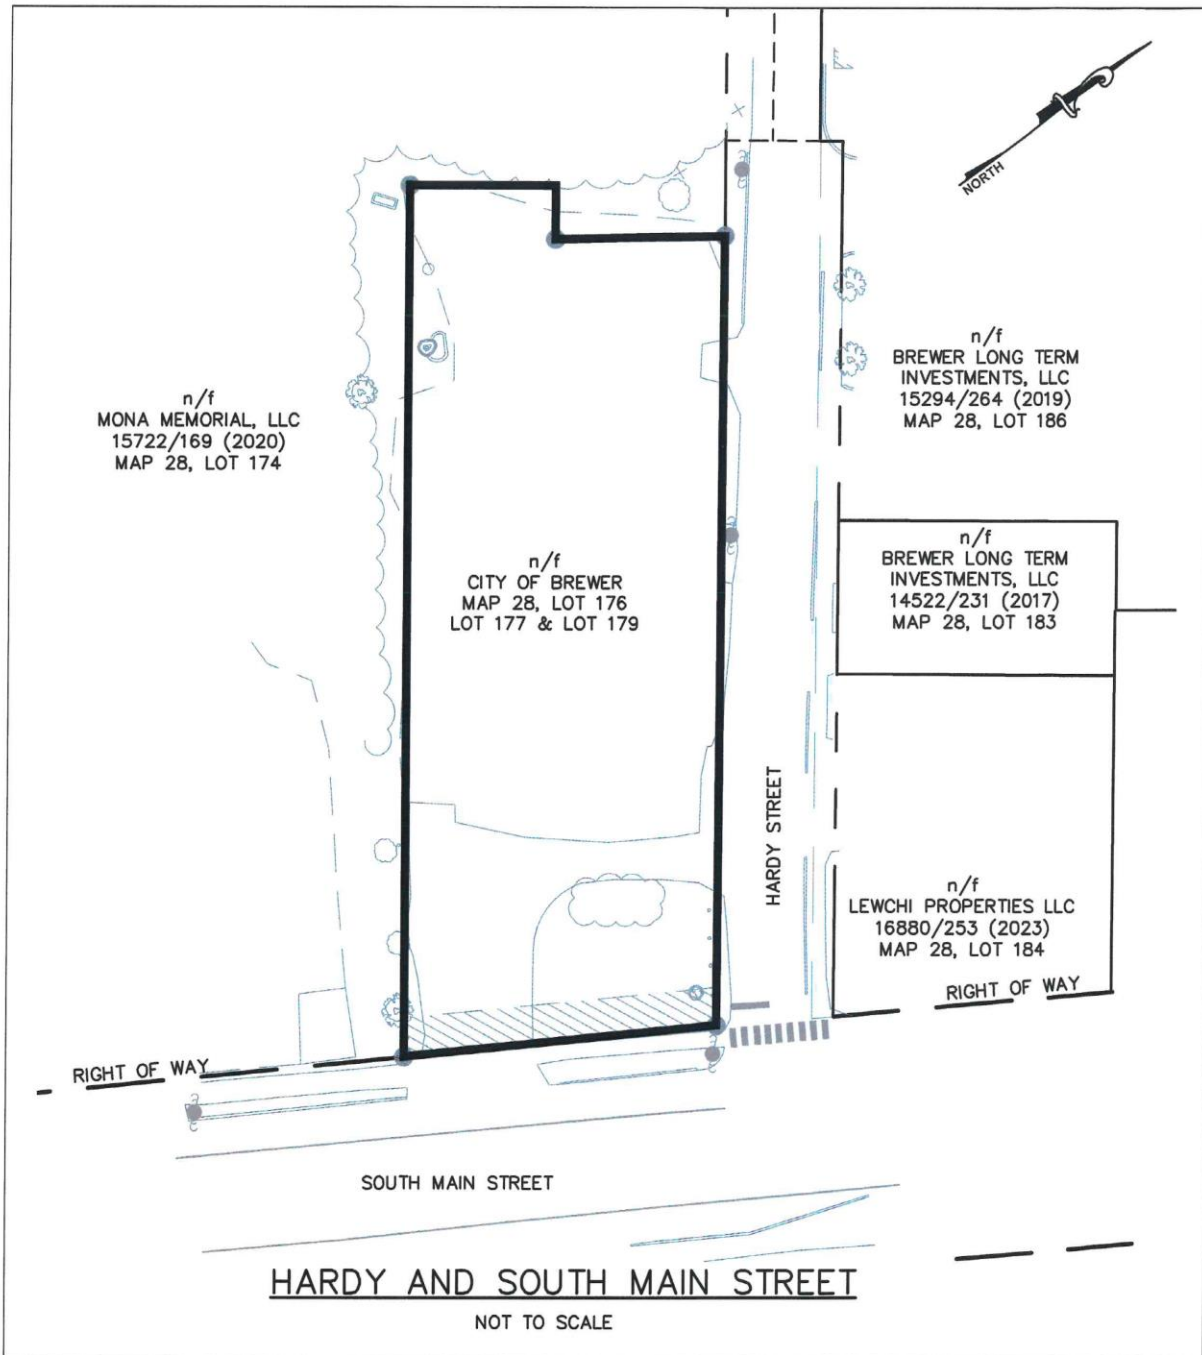 NORTH
n/f
BREWER LONG TERM
INVESTMENTS, LLC
15294/264 (2019)
MAP 28, LOT 186
n/f
MONA MEMORIAL, LLC
15722/169 (2020)
MAP 28, LOT 174
n/f
CITY OF BREWER
MAP 28, LOT 176
LOT 177 & LOT 179
n/f
BREWER LONG TERM
INVESTMENTS, LLC
14522/231 (2017)
MAP 28, LOT 183
HARDY STREET
n/f
LEWCHI PROPERTIES LLC
16880/253 (2023)
MAP 28, LOT 184
RIGHT OF WAY
RIGHT OF WAY
SOUTH MAIN STREET
HARDY AND SOUTH MAIN STREET
NOT TO SCALE